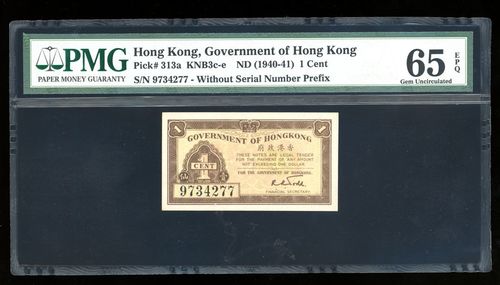 PMG
PAPER MONEY GUARANTY
Hong Kong, Government of Hong Kong
Pick# 313a KNB3c-e ND (1940-41) 1 Cent
S/N 9734277 - Without Serial Number Prefix
65 EPQ
Gem Uncirculated
1
1
GOVERNMENT OF HONGKONG
府政港香
THESE NOTES ARE LEGAL TENDER
FOR THE PAYMENT OF ANY AMOUNT
NOT EXCEEDING ONE DOLLAR.
FOR THE GOVERNMENT OF HONGKONG.
1
CENT
9734277
FINANCIAL SECRETARY.